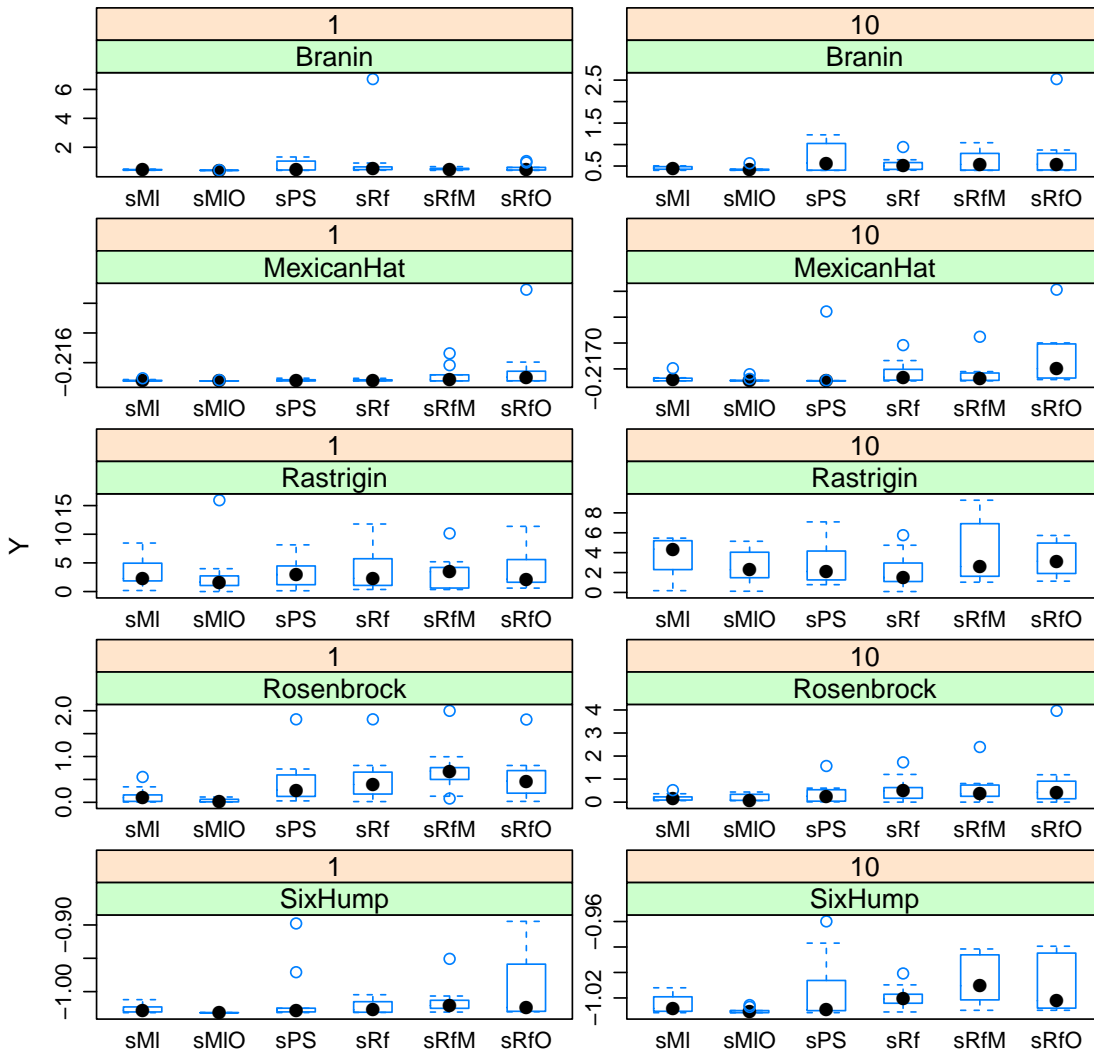 1
10
Branin
Branin
2 4 6
0.5 1.5 2.5
sMI sMIO sPS sRf sRfM sRfO
sMI sMIO sPS sRf sRfM sRfO
1
10
MexicanHat
MexicanHat
−0.216
−0.2170
sMI sMIO sPS sRf sRfM sRfO
sMI sMIO sPS sRf sRfM sRfO
1
10
Rastrigin
Rastrigin
Y
0 5 10 15
0 2 4 6 8
sMI sMIO sPS sRf sRfM sRfO
sMI sMIO sPS sRf sRfM sRfO
1
10
Rosenbrock
Rosenbrock
0.0 1.0 2.0
0 1 2 3 4
sMI sMIO sPS sRf sRfM sRfO
sMI sMIO sPS sRf sRfM sRfO
1
10
SixHump
SixHump
−1.00 −0.90
−1.02 −0.96
sMI sMIO sPS sRf sRfM sRfO
sMI sMIO sPS sRf sRfM sRfO